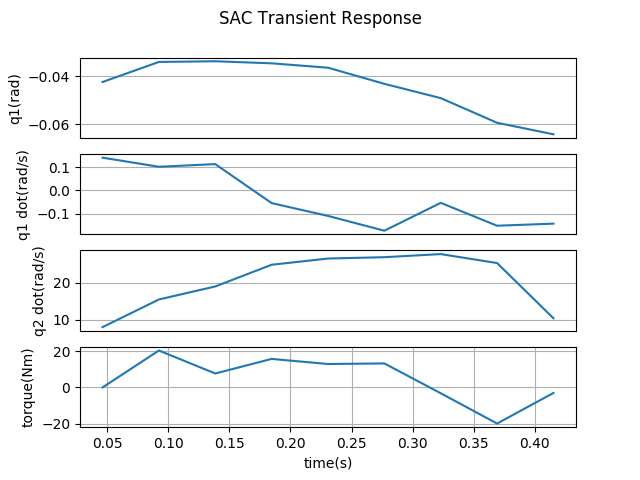 SAC Transient Response
q1(rad)
−0.04
−0.06
q1 dot(rad/s)
0.1
0.0
−0.1
q2 dot(rad/s)
20
10
torque(Nm)
20
0
−20
0.05 0.10 0.15 0.20 0.25 0.30 0.35 0.40
time(s)